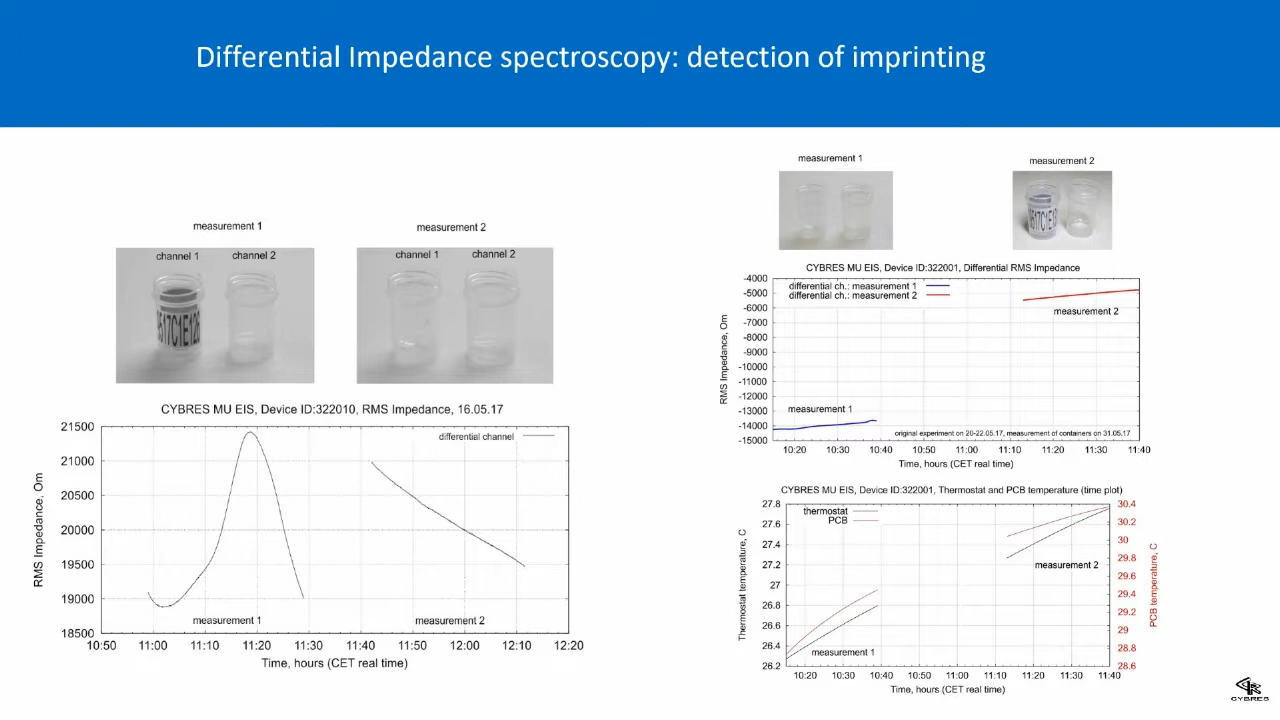 Differential Impedance spectroscopy: detection of imprinting
measurement 1
measurement 2
channel 1
channel 2
channel 1
channel 2
CYBRES MU EIS, Device ID:322010, RMS Impedance, 16.05.17
differential channel
RMS Impedance, Om
21500
21000
20500
20000
19500
19000
18500
measurement 1
measurement 2
10:50 11:00 11:10 11:20 11:30 11:40 11:50 12:00 12:10 12:20
Time, hours (CET real time)
measurement 1
measurement 2
CYBRES MU EIS, Device ID:322001, Differential RMS Impedance
differential ch.: measurement 1
differential ch.: measurement 2
RMS Impedance, Om
-4000
-5000
-6000
-7000
-8000
-9000
-10000
-11000
-12000
-13000
-14000
-15000
measurement 2
measurement 1
original experiment on 20-22.05.17, measurement of containers on 31.05.17
10:20 10:30 10:40 10:50 11:00 11:10 11:20 11:30 11:40
Time, hours (CET real time)
CYBRES MU EIS, Device ID:322001, Thermostat and PCB temperature (time plot)
thermostat
PCB
Thermostat temperature, C
27.8
27.6
27.4
27.2
27
26.8
26.6
26.4
26.2
30.4
30.2
30
29.8
29.6
29.4
29.2
29
28.8
28.6
PCB temperature, C
measurement 2
measurement 1
10:20 10:30 10:40 10:50 11:00 11:10 11:20 11:30 11:40
Time, hours (CET real time)
CYBRES